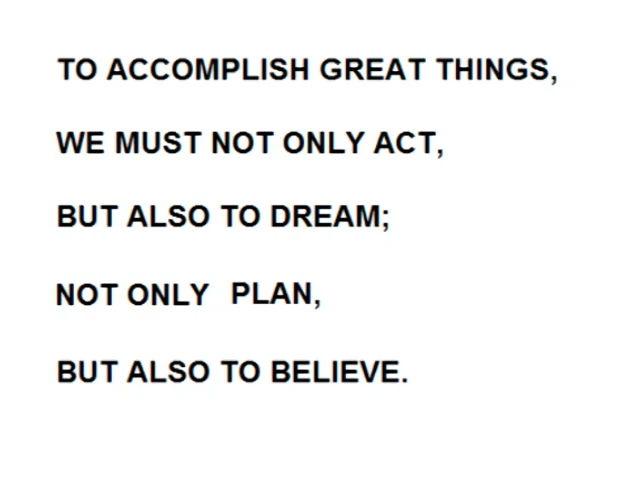 TO ACCOMPLISH GREAT THINGS,
WE MUST NOT ONLY ACT,
BUT ALSO TO DREAM;
NOT ONLY PLAN,
BUT ALSO TO BELIEVE.